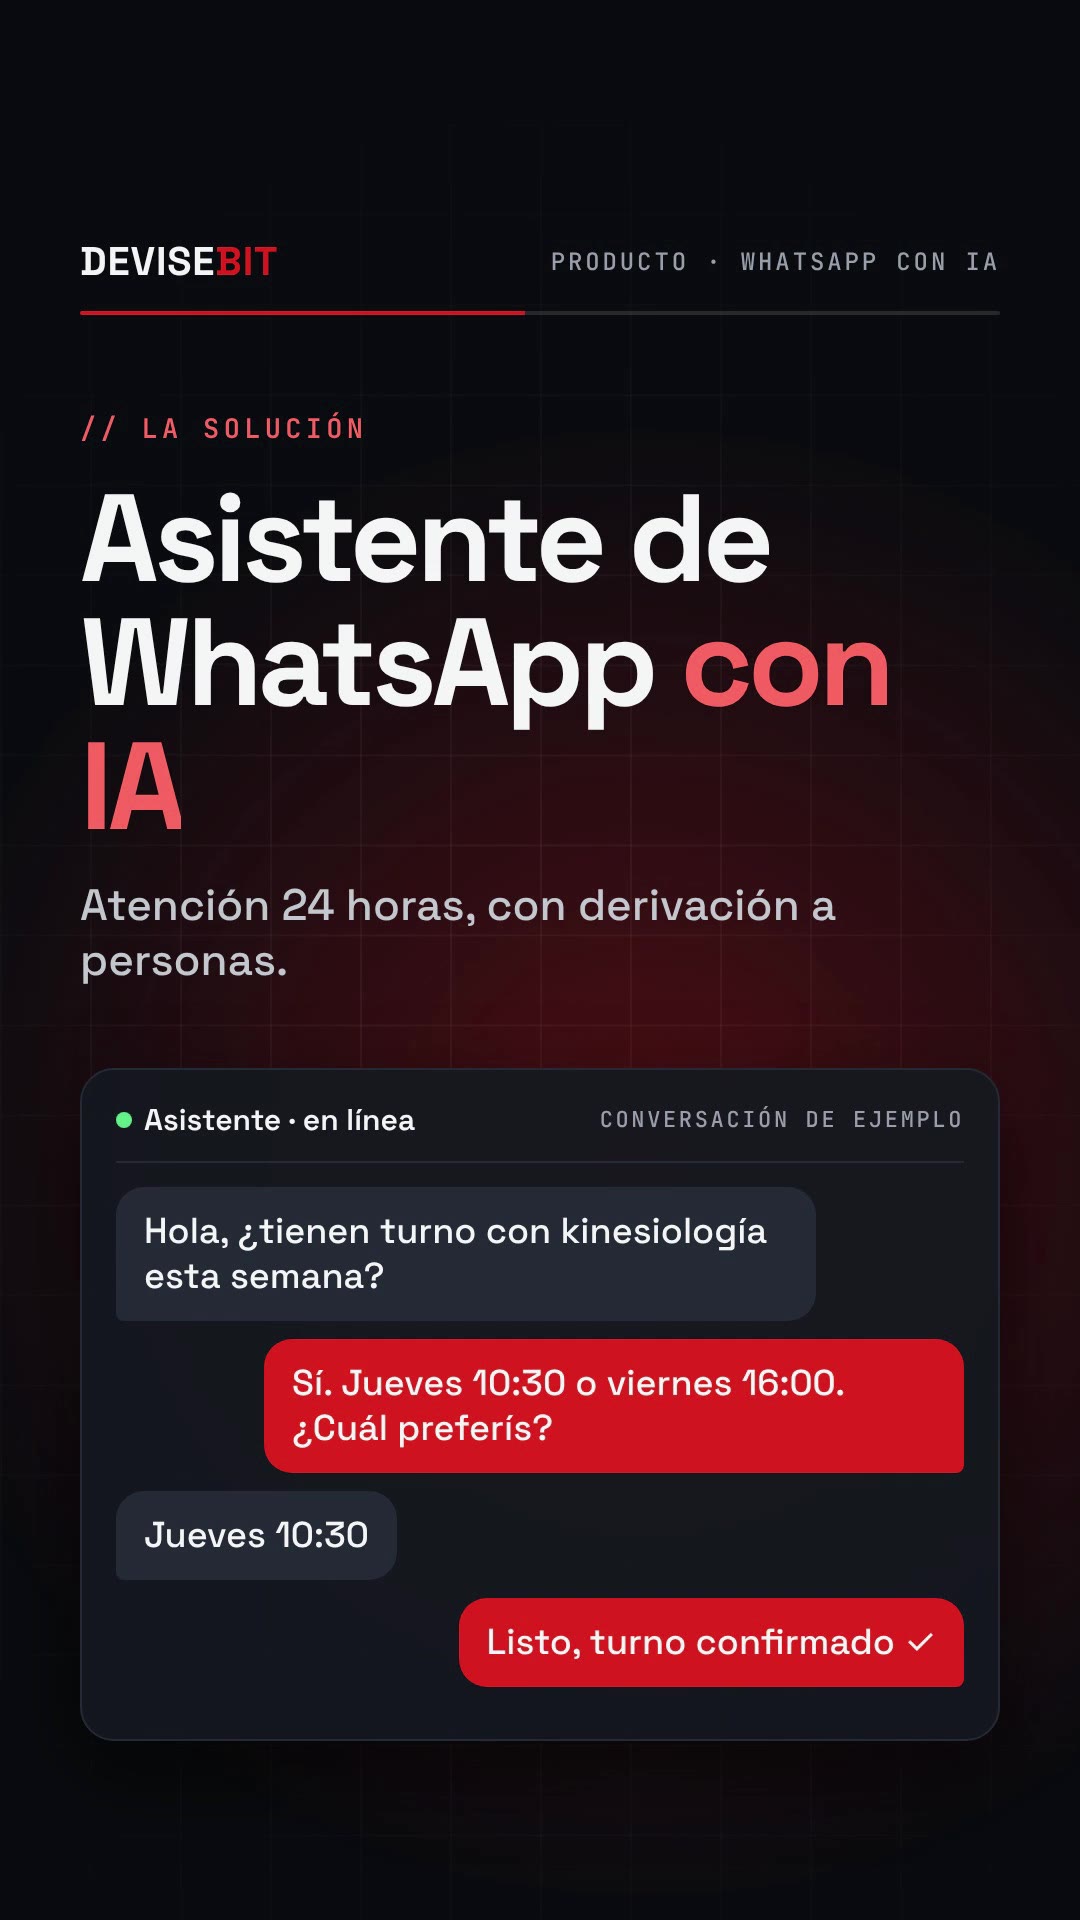 DEVISEBIT
PRODUCTO · WHATSAPP CON IA
// LA SOLUCIÓN
Asistente de
WhatsApp con
IA
Atención 24 horas, con derivación a
personas.
Asistente · en línea
CONVERSACIÓN DE EJEMPLO
Hola, ¿tienen turno con kinesiología
esta semana?
Sí. Jueves 10:30 o viernes 16:00.
¿Cuál preferís?
Jueves 10:30
Listo, turno confirmado ✓